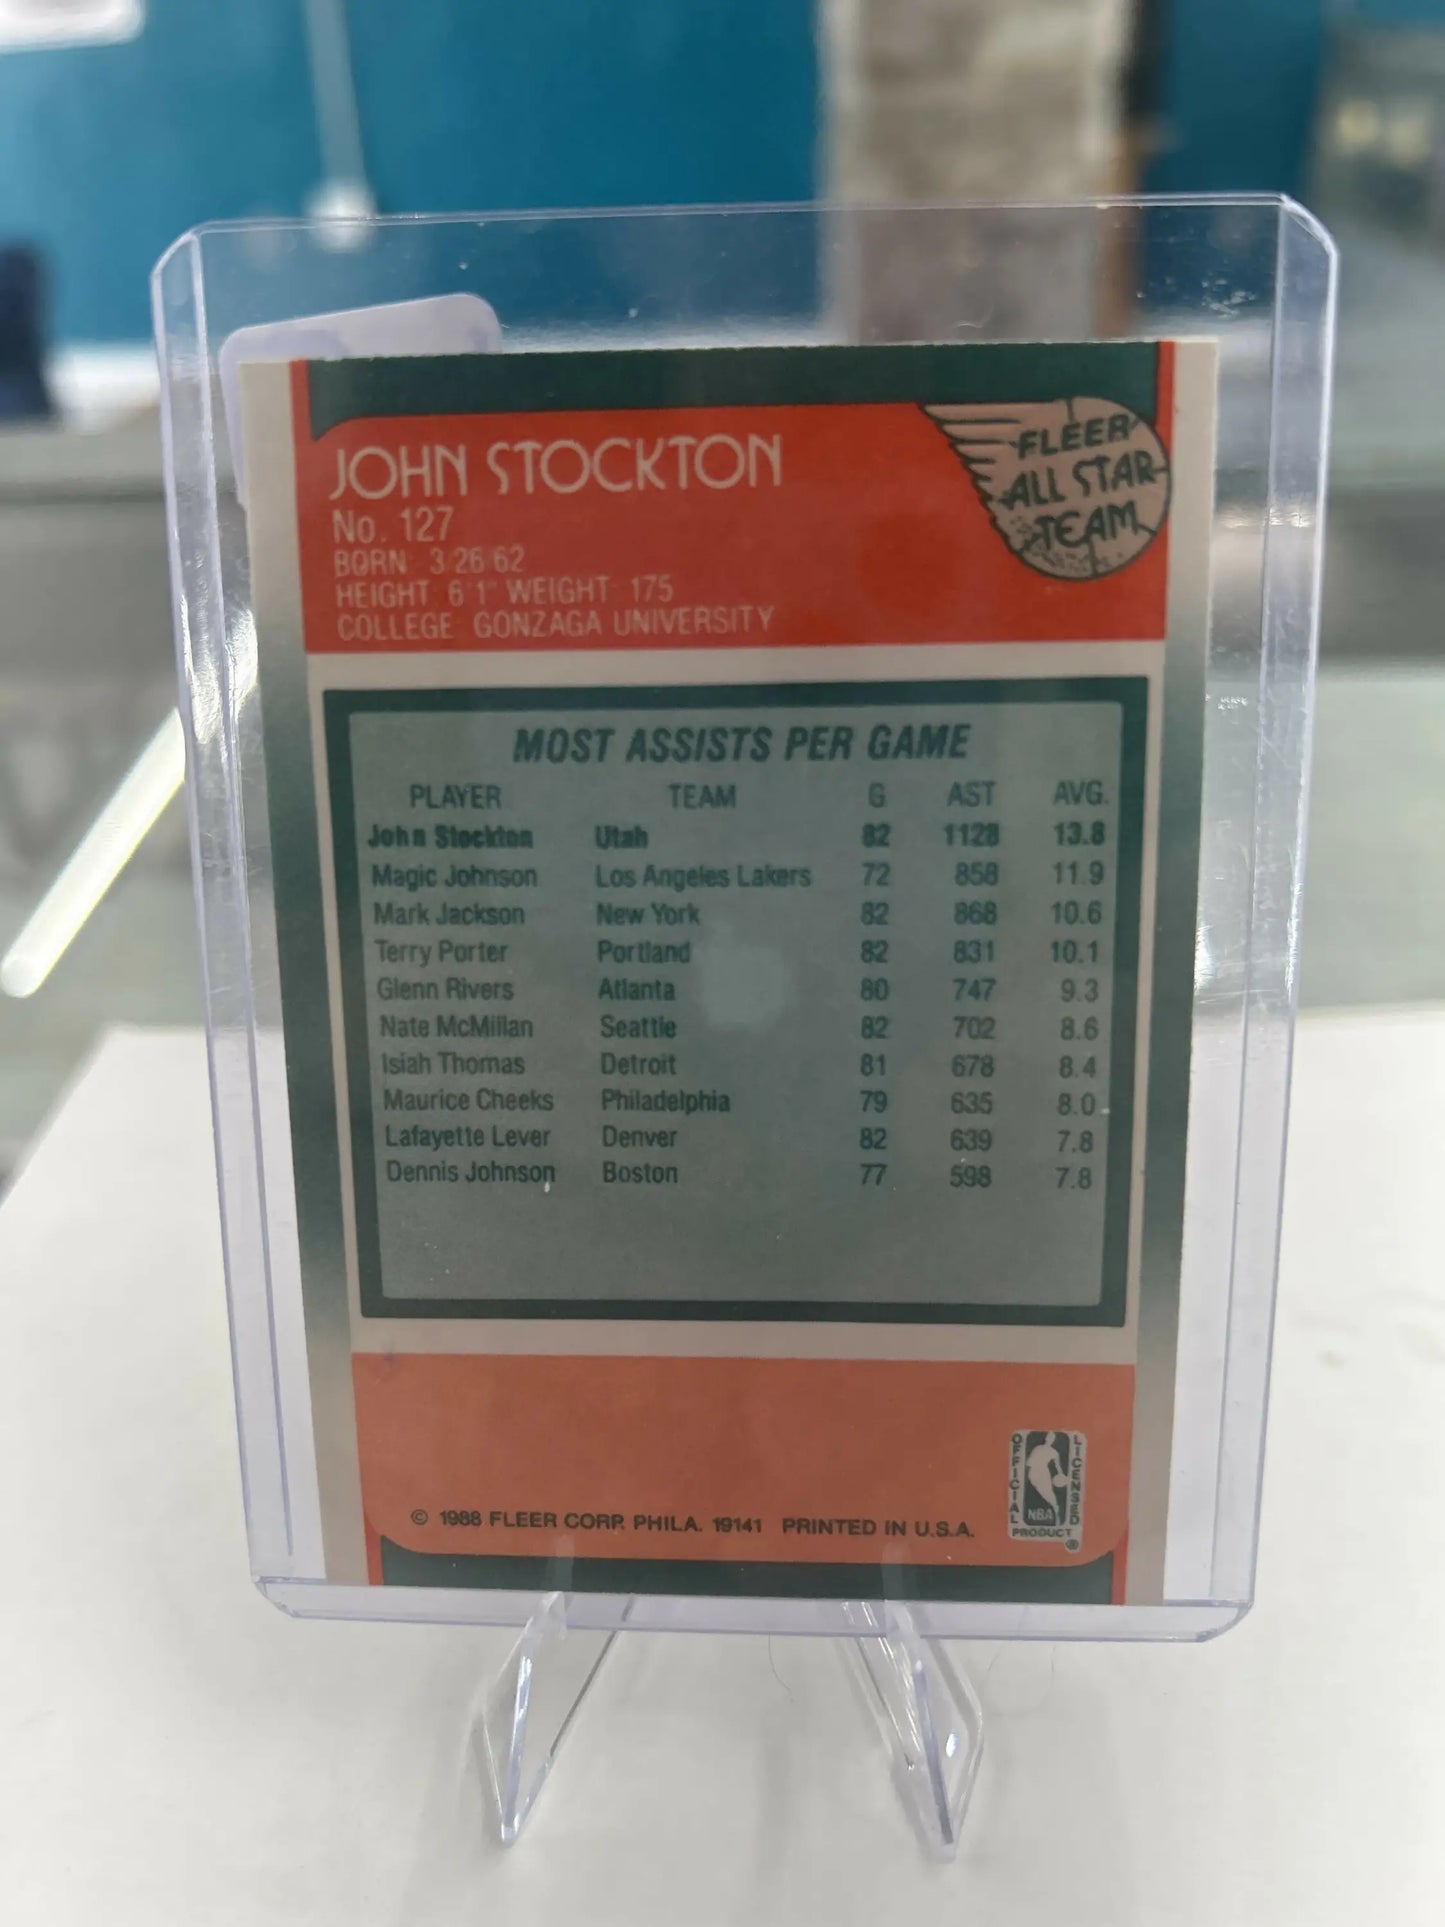 JOHN STOCKTON
No. 127
BORN: 3 26 62
HEIGHT: 6'1" WEIGHT: 175
COLLEGE: GONZAGA UNIVERSITY
FLEER
ALL STAR
TEAM
MOST ASSISTS PER GAME
PLAYER TEAM G AST AVG.
John Stockton Utah 82 1128 13.8
Magic Johnson Los Angeles Lakers 72 858 11.9
Mark Jackson New York 82 868 10.6
Terry Porter Portland 82 831 10.1
Glenn Rivers Atlanta 80 747 9.3
Nate McMillan Seattle 82 702 8.6
Isiah Thomas Detroit 81 678 8.4
Maurice Cheeks Philadelphia 79 635 8.0
Lafayette Lever Denver 82 639 7.8
Dennis Johnson Boston 77 598 7.8
© 1988 FLEER CORP. PHILA. 19141 PRINTED IN U.S.A.
OFFICIAL
NBA
LICENSED
PRODUCT
®